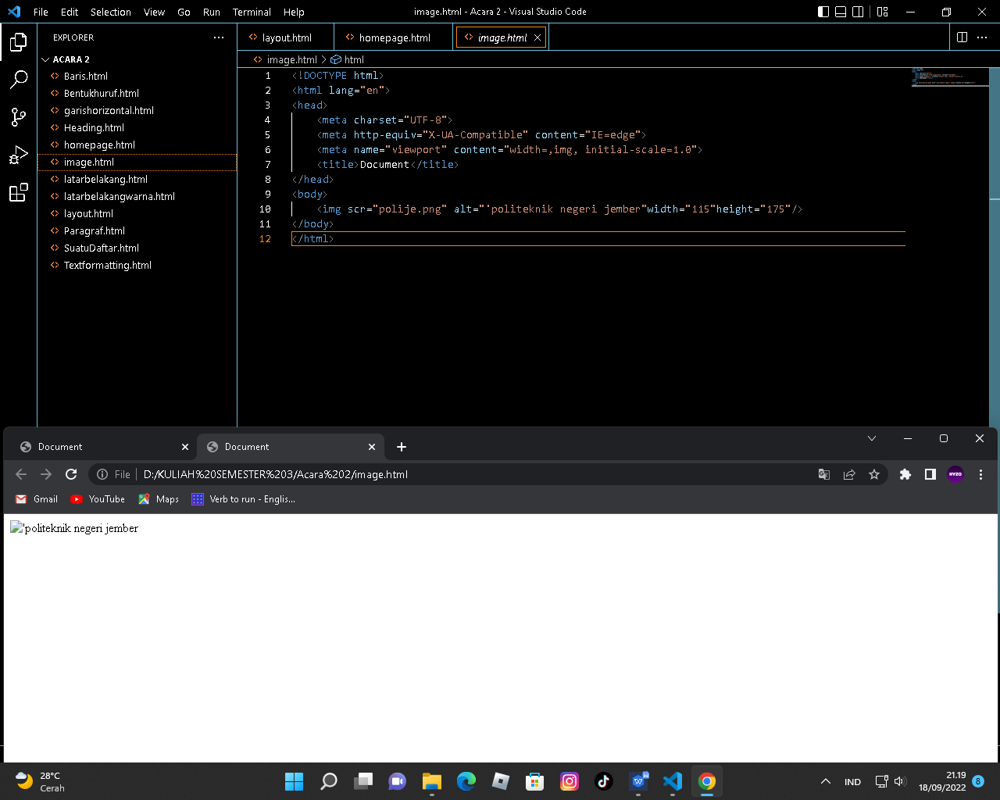 File Edit Selection View Go Run Terminal Help
image.html - Acara 2 - Visual Studio Code
EXPLORER
layout.html
homepage.html
image.html
ACARA 2
image.html > html
Baris.html
Bentukhuruf.html
garishorizontal.html
Heading.html
homepage.html
image.html
latarbelakang.html
latarbelakangwarna.html
layout.html
Paragraf.html
SuatuDaftar.html
Textformatting.html
1 <!DOCTYPE html>
2 <html lang="en">
3 <head>
4 <meta charset="UTF-8">
5 <meta http-equiv="X-UA-Compatible" content="IE=edge">
6 <meta name="viewport" content="width=,img, initial-scale=1.0">
7 <title>Document</title>
8 </head>
9 <body>
10 <img scr="polije.png" alt="'politeknik negeri jember"width="115"height="175"/>
11 </body>
12 </html>
Document
Document
File D:/KULIAH%20SEMESTER%203/Acara%202/image.html
HYZO
Gmail YouTube Maps Verb to run - Englis...
'politeknik negeri jember
28°C
Cerah
IND
21.19
18/09/2022
8